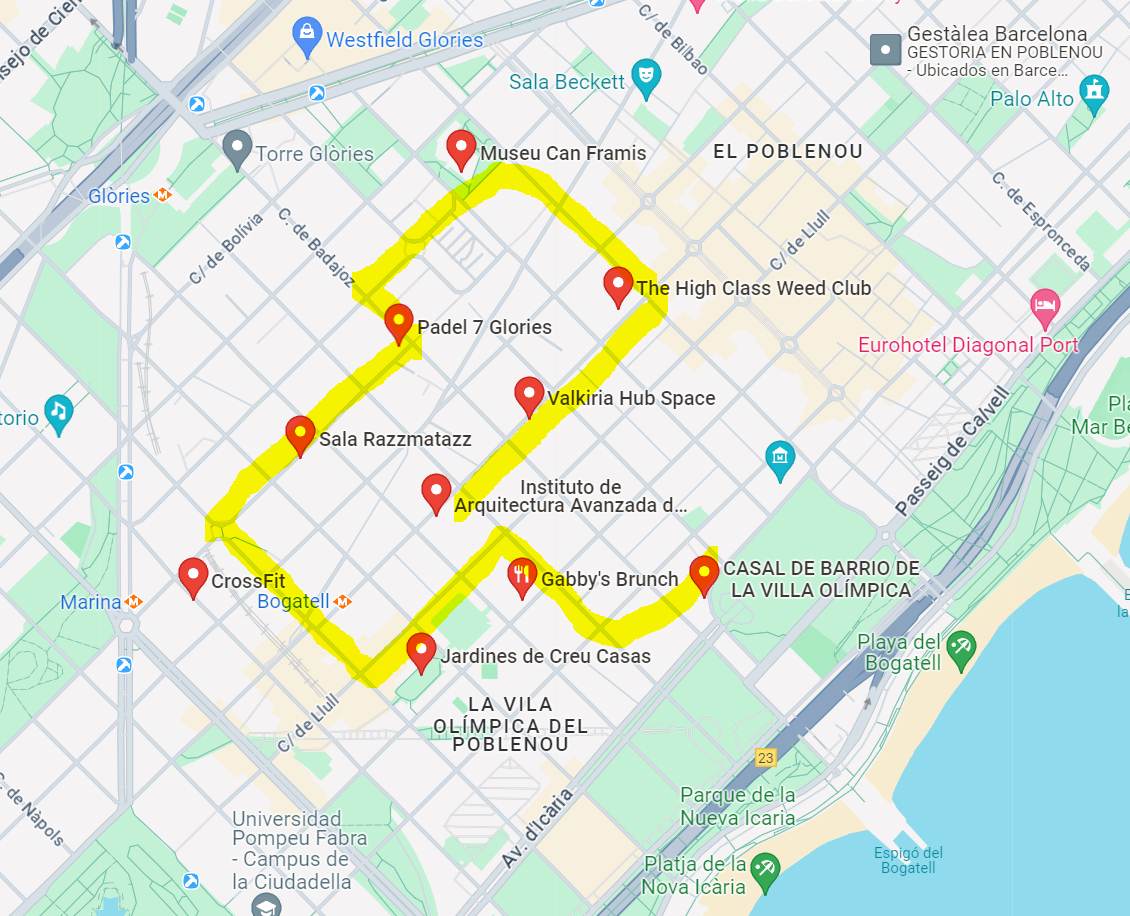 Consejo de Cien
C. de Bilbao
Westfield Glories
Gestàlea Barcelona
GESTORIA EN POBLENOU
- Ubicados en Barce...
Sala Beckett
Palo Alto
Torre Glòries
Museu Can Framis
EL POBLENOU
Glòries
C/ de Bolívia
C. de Badajoz
C/ de Llull
C. de Espronceda
The High Class Weed Club
Padel 7 Glories
Eurohotel Diagonal Port
Valkiria Hub Space
Pla
Mar Be
torio
Sala Razzmatazz
Passeig de Calvell
Instituto de
Arquitectura Avanzada d...
CrossFit
Gabby's Brunch
CASAL DE BARRIO DE
LA VILLA OLÍMPICA
Marina
Bogatell
Playa del
Bogatell
Jardines de Creu Casas
C/ de Llull
LA VILA
OLÍMPICA DEL
POBLENOU
23
C. de Nàpols
Parque de la
Nueva Icaria
Av. d'Icària
Universidad
Pompeu Fabra
- Campus de
la Ciudadella
Espigó del
Bogatell
Platja de la
Nova Icària